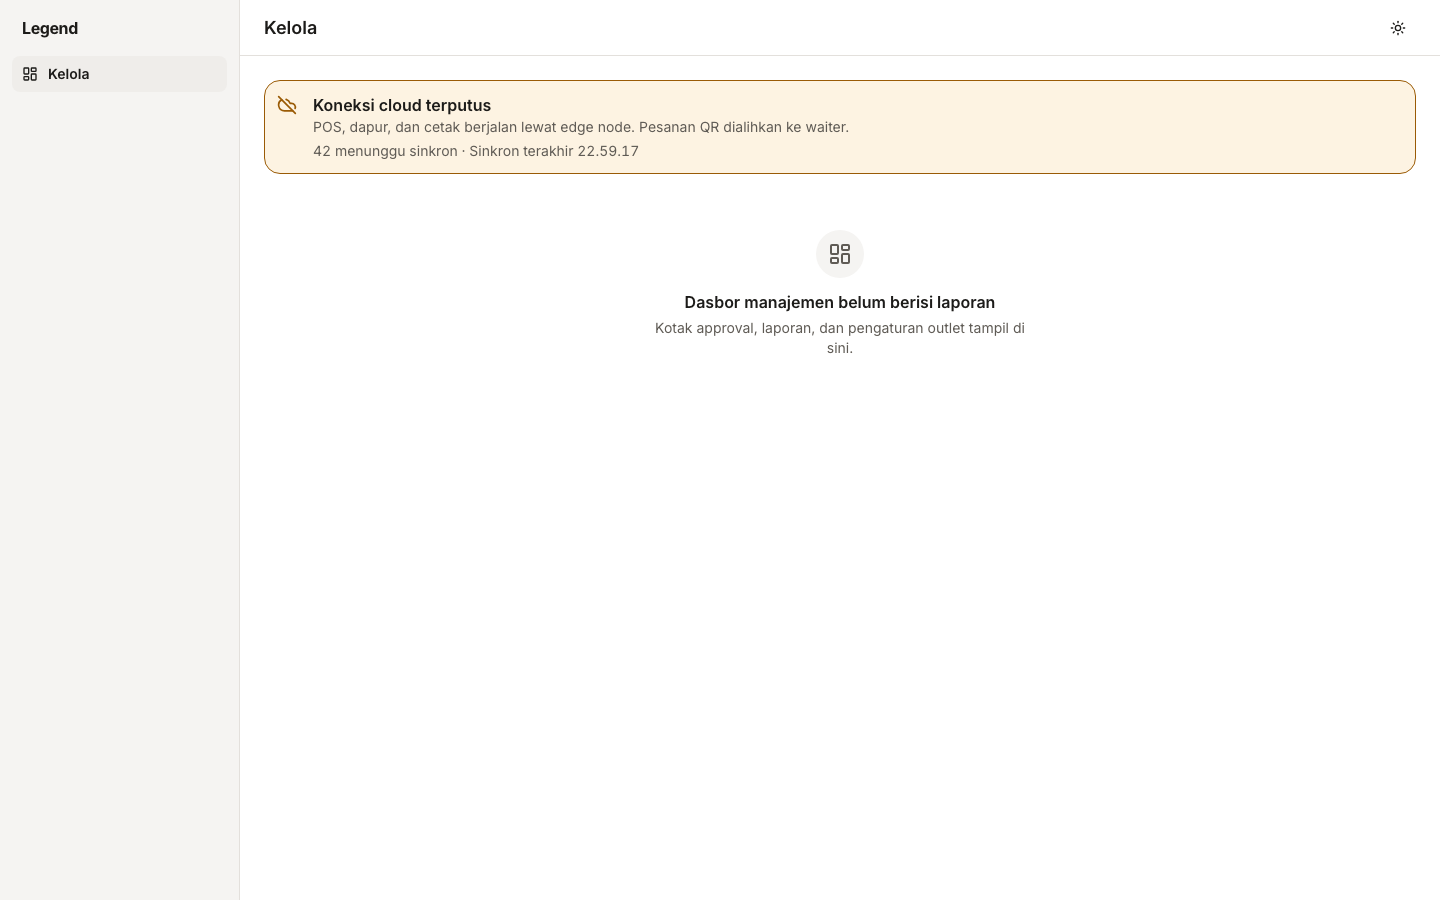 Legend
Kelola
Kelola
Koneksi cloud terputus
POS, dapur, dan cetak berjalan lewat edge node. Pesanan QR dialihkan ke waiter.
42 menunggu sinkron · Sinkron terakhir 22.59.17
Dasbor manajemen belum berisi laporan
Kotak approval, laporan, dan pengaturan outlet tampil di
sini.